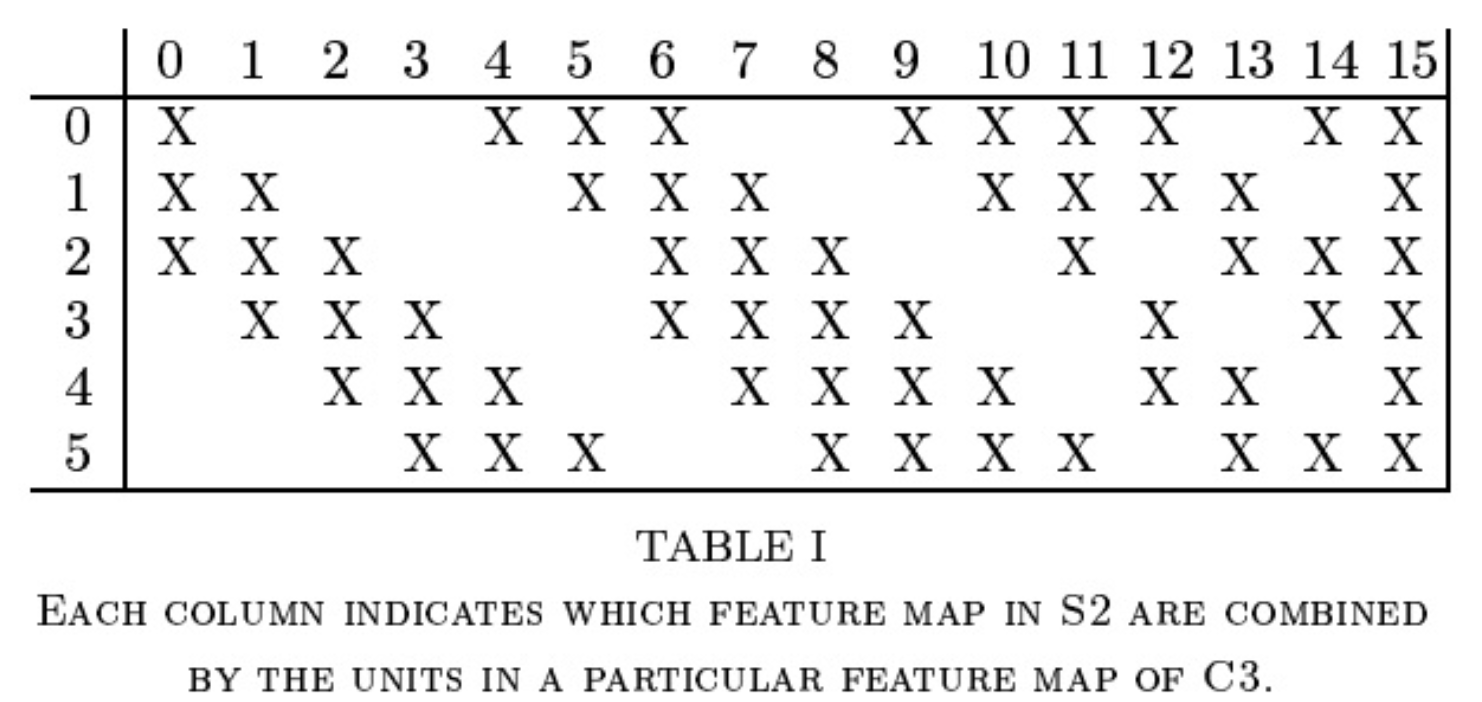 0 1 2 3 4 5 6 7 8 9 10 11 12 13 14 15
0 X X X X X X X X X X
1 X X X X X X X X X X
2 X X X X X X X X X X
3 X X X X X X X X X X
4 X X X X X X X X X X
5 X X X X X X X X X X
TABLE I
Each column indicates which feature map in S2 are combined
by the units in a particular feature map of C3.